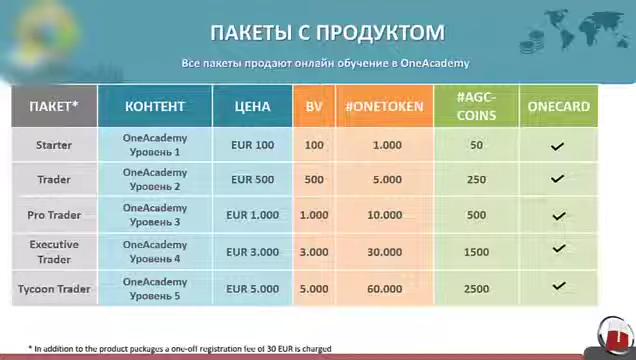 ПАКЕТЫ С ПРОДУКТОМ
Все пакеты продают онлайн обучение в OneAcademy
ПАКЕТ* КОНТЕНТ ЦЕНА BV #ONETOKEN #AGC-COINS ONECARD
Starter OneAcademy Уровень 1 EUR 100 100 1.000 50 ✓
Trader OneAcademy Уровень 2 EUR 500 500 5.000 250 ✓
Pro Trader OneAcademy Уровень 3 EUR 1.000 1.000 10.000 500 ✓
Executive Trader OneAcademy Уровень 4 EUR 3.000 3.000 30.000 1500 ✓
Tycoon Trader OneAcademy Уровень 5 EUR 5.000 5.000 60.000 2500 ✓
* In addition to the product packages a one-off registration fee of 30 EUR is charged